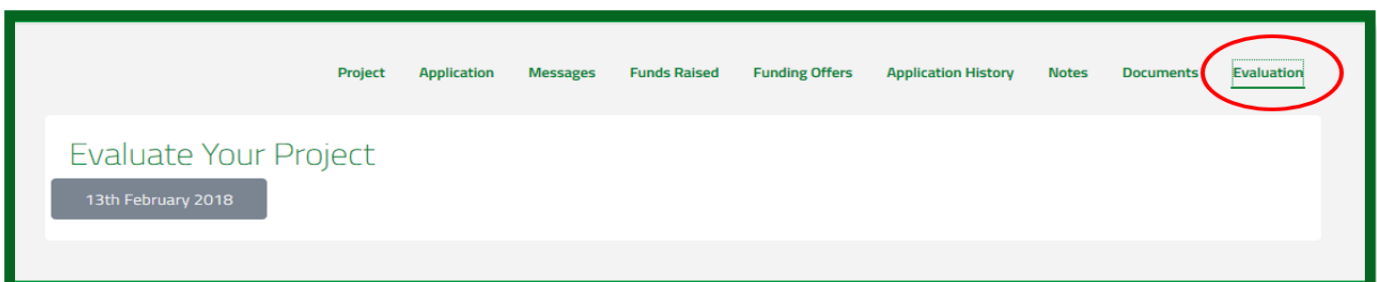 Project Application Messages Funds Raised Funding Offers Application History Notes Documents Evaluation
Evaluate Your Project
13th February 2018